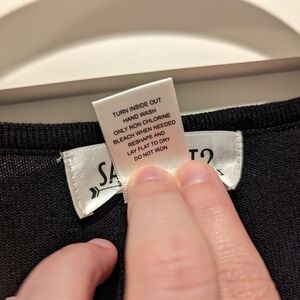 TURN INSIDE OUT
HAND WASH
ONLY NON CHLORINE
BLEACH WHEN NEEDED
RESHAPE AND
LAY FLAT TO DRY
DO NOT IRON